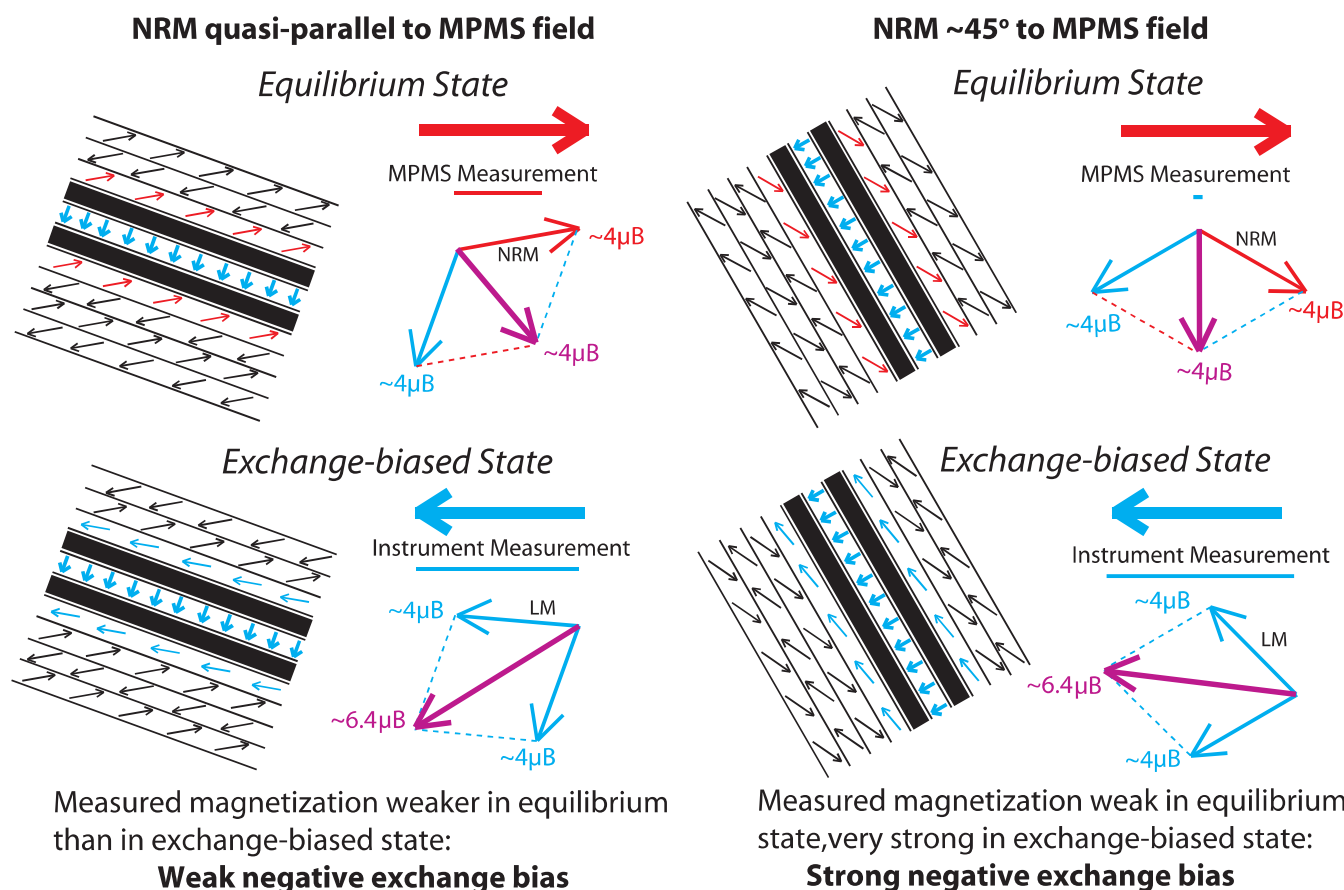 NRM quasi-parallel to MPMS field
Equilibrium State
MPMS Measurement
~4µB
NRM
~4µB
~4µB
Exchange-biased State
Instrument Measurement
~4µB
LM
~6.4µB
~4µB
Measured magnetization weaker in equilibrium
than in exchange-biased state:
Weak negative exchange bias
NRM ~45º to MPMS field
Equilibrium State
MPMS Measurement
NRM
~4µB
~4µB
~4µB
Exchange-biased State
Instrument Measurement
~4µB
LM
~6.4µB
~4µB
Measured magnetization weak in equilibrium
state,very strong in exchange-biased state:
Strong negative exchange bias